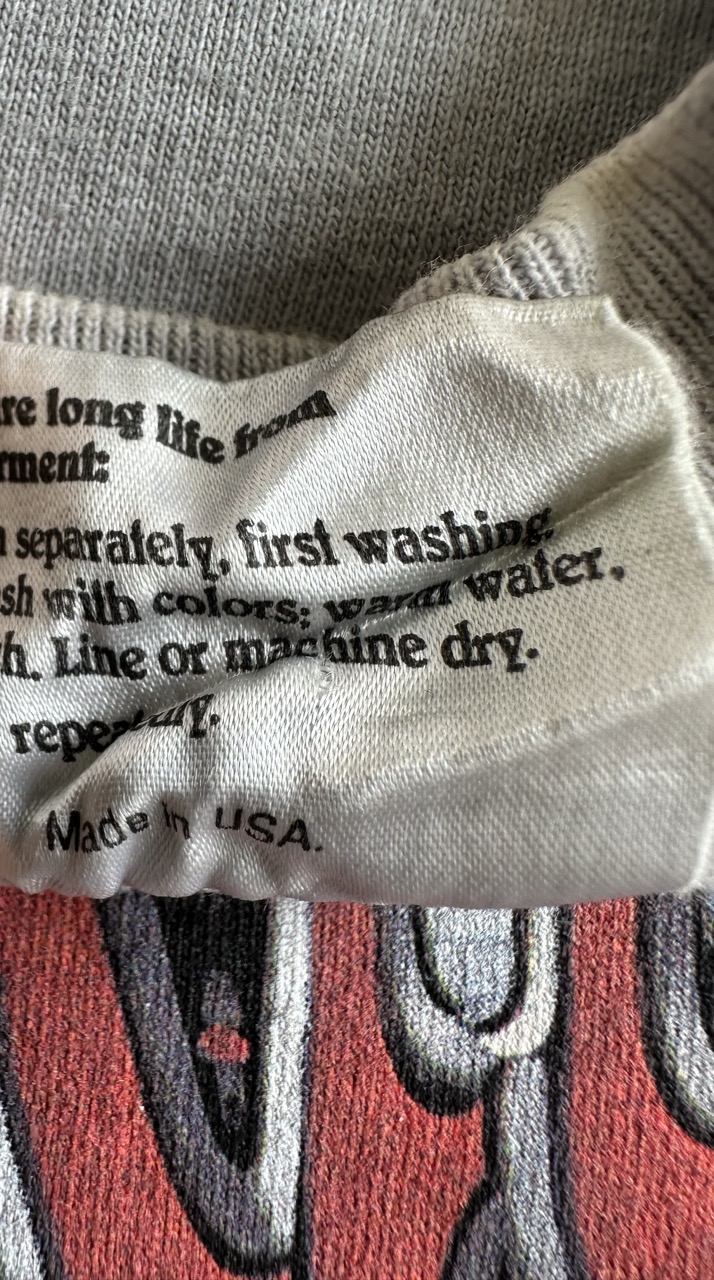 re long life from
rment:
separately, first washing.
sh with colors; warm water,
h. Line or machine dry.
repeatedly.
Made in USA.